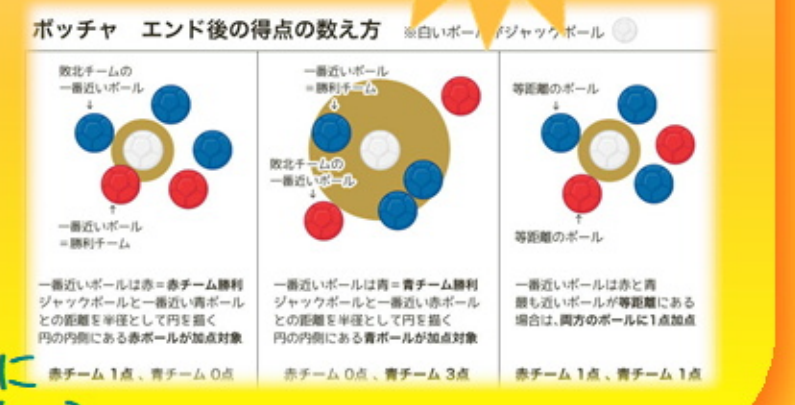 ボッチャ エンド後の得点の数え方 ※白いボールがジャックボール
敗北チームの
一番近いボール
↓
↑
一番近いボール
＝勝利チーム
一番近いボールは赤＝赤チーム勝利
ジャックボールと一番近い青ボール
との距離を半径として円を描く
円の内側にある赤ボールが加点対象
赤チーム 1点、青チーム 0点
一番近いボール
＝勝利チーム
↓
敗北チームの
一番近いボール
↓
一番近いボールは青＝青チーム勝利
ジャックボールと一番近い赤ボール
との距離を半径として円を描く
円の内側にある青ボールが加点対象
赤チーム 0点、青チーム 3点
等距離のボール
↓
↑
等距離のボール
一番近いボールは赤と青
最も近いボールが等距離にある
場合は、両方のボールに1点加点
赤チーム 1点、青チーム 1点
に